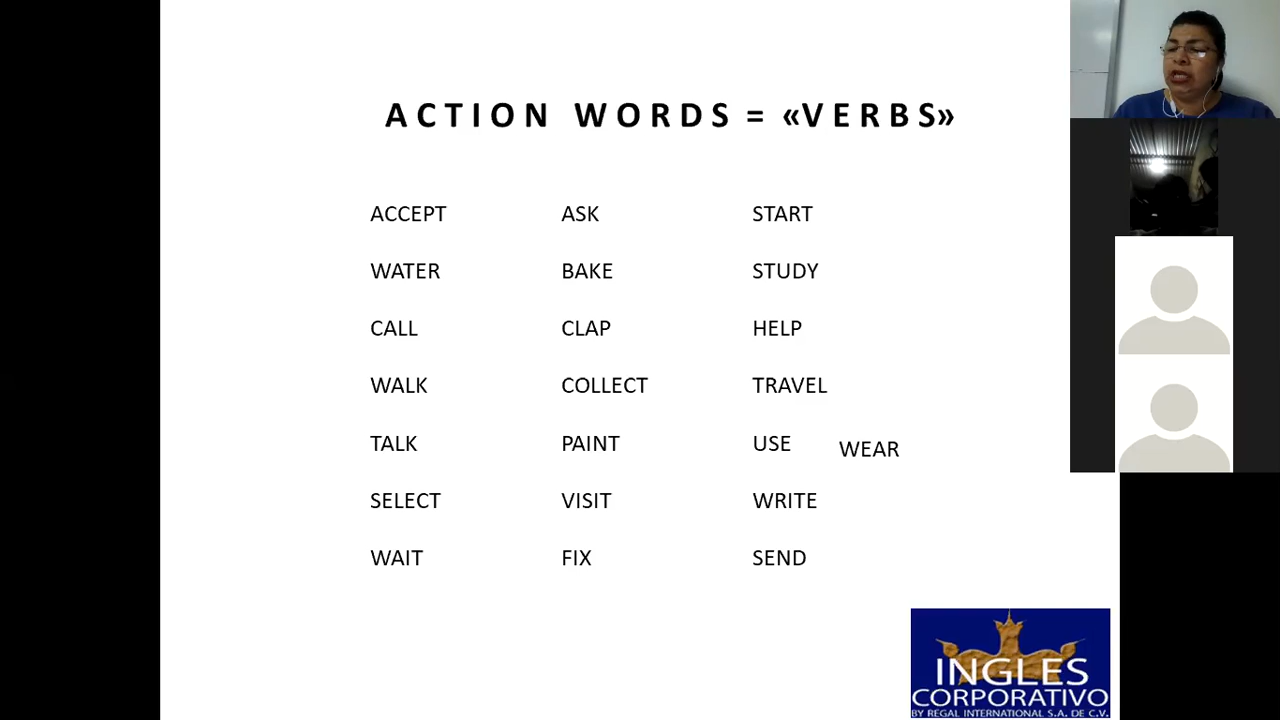 ACTION WORDS = «VERBS»
ACCEPT ASK START
WATER BAKE STUDY
CALL CLAP HELP
WALK COLLECT TRAVEL
TALK PAINT USE WEAR
SELECT VISIT WRITE
WAIT FIX SEND
INGLES
CORPORATIVO
BY REGAL INTERNATIONAL S.A. DE C.V.